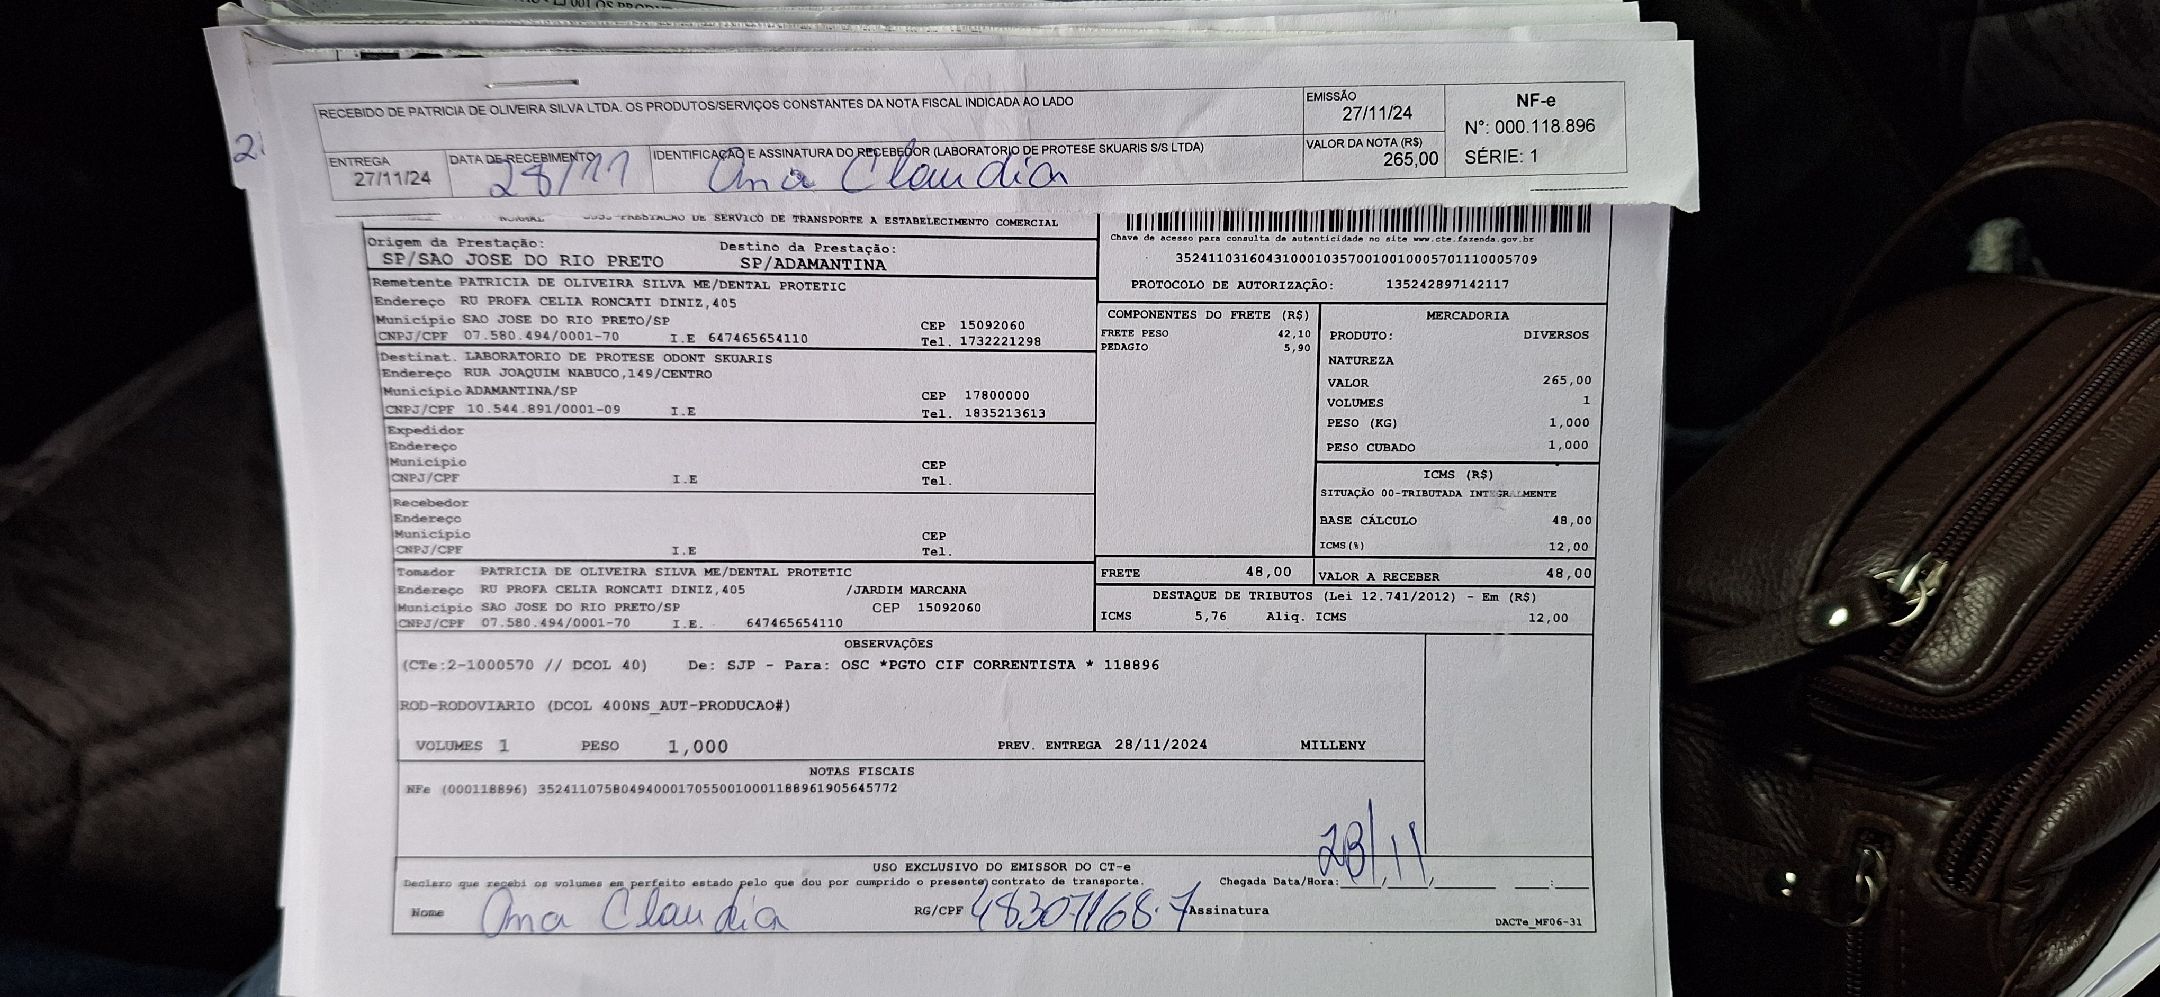 RECEBIDO DE PATRICIA DE OLIVEIRA SILVA LTDA. OS PRODUTOS/SERVIÇOS CONSTANTES DA NOTA FISCAL INDICADA AO LADO
EMISSÃO
27/11/24
NF-e
Nº: 000.118.896
SÉRIE: 1
VALOR DA NOTA (R$)
265,00
ENTREGA
27/11/24
DATA DE RECEBIMENTO
28/11
IDENTIFICAÇÃO E ASSINATURA DO RECEBEDOR (LABORATORIO DE PROTESE SKUARIS S/S LTDA)
Ana Claudia
PRESTACAO DE SERVICO DE TRANSPORTE A ESTABELECIMENTO COMERCIAL
Origem da Prestação: Destino da Prestação:
SP/SAO JOSE DO RIO PRETO SP/ADAMANTINA
Chave de acesso para consulta de autenticidade no site www.cte.fazenda.gov.br
35241103160431000103570010010005701110005709
PROTOCOLO DE AUTORIZAÇÃO: 135242897142117
Remetente PATRICIA DE OLIVEIRA SILVA ME/DENTAL PROTETIC
Endereço RU PROFA CELIA RONCATI DINIZ,405
Município SAO JOSE DO RIO PRETO/SP CEP 15092060
CNPJ/CPF 07.580.494/0001-70 I.E 647465654110 Tel. 1732221298
Destinat. LABORATORIO DE PROTESE ODONT SKUARIS
Endereço RUA JOAQUIM NABUCO,149/CENTRO
Município ADAMANTINA/SP CEP 17800000
CNPJ/CPF 10.544.891/0001-09 I.E Tel. 1835213613
Expedidor
Endereço
Município CEP
CNPJ/CPF I.E Tel.
Recebedor
Endereço
Município CEP
CNPJ/CPF I.E Tel.
Tomador PATRICIA DE OLIVEIRA SILVA ME/DENTAL PROTETIC
Endereço RU PROFA CELIA RONCATI DINIZ,405 /JARDIM MARCANA
Município SAO JOSE DO RIO PRETO/SP CEP 15092060
CNPJ/CPF 07.580.494/0001-70 I.E. 647465654110
COMPONENTES DO FRETE (R$)
FRETE PESO 42,10
PEDAGIO 5,90
FRETE 48,00
MERCADORIA
PRODUTO: DIVERSOS
NATUREZA
VALOR 265,00
VOLUMES 1
PESO (KG) 1,000
PESO CUBADO 1,000
ICMS (R$)
SITUAÇÃO 00-TRIBUTADA INTEGRALMENTE
BASE CÁLCULO 48,00
ICMS(%) 12,00
VALOR A RECEBER 48,00
DESTAQUE DE TRIBUTOS (Lei 12.741/2012) - Em (R$)
ICMS 5,76 Aliq. ICMS 12,00
OBSERVAÇÕES
(CTe:2-1000570 // DCOL 40) De: SJP - Para: OSC *PGTO CIF CORRENTISTA * 118896
ROD-RODOVIARIO (DCOL 400NS_AUT-PRODUCAO#)
VOLUMES 1 PESO 1,000 PREV. ENTREGA 28/11/2024 MILLENY
NOTAS FISCAIS
NFe (000118896) 35241107580494000170550010001188961905645772
USO EXCLUSIVO DO EMISSOR DO CT-e
Declaro que recebi os volumes em perfeito estado pelo que dou por cumprido o presente contrato de transporte. Chegada Data/Hora: 28/11
Nome Ana Claudia RG/CPF 48307168-7 Assinatura
DACTe_MF06-31